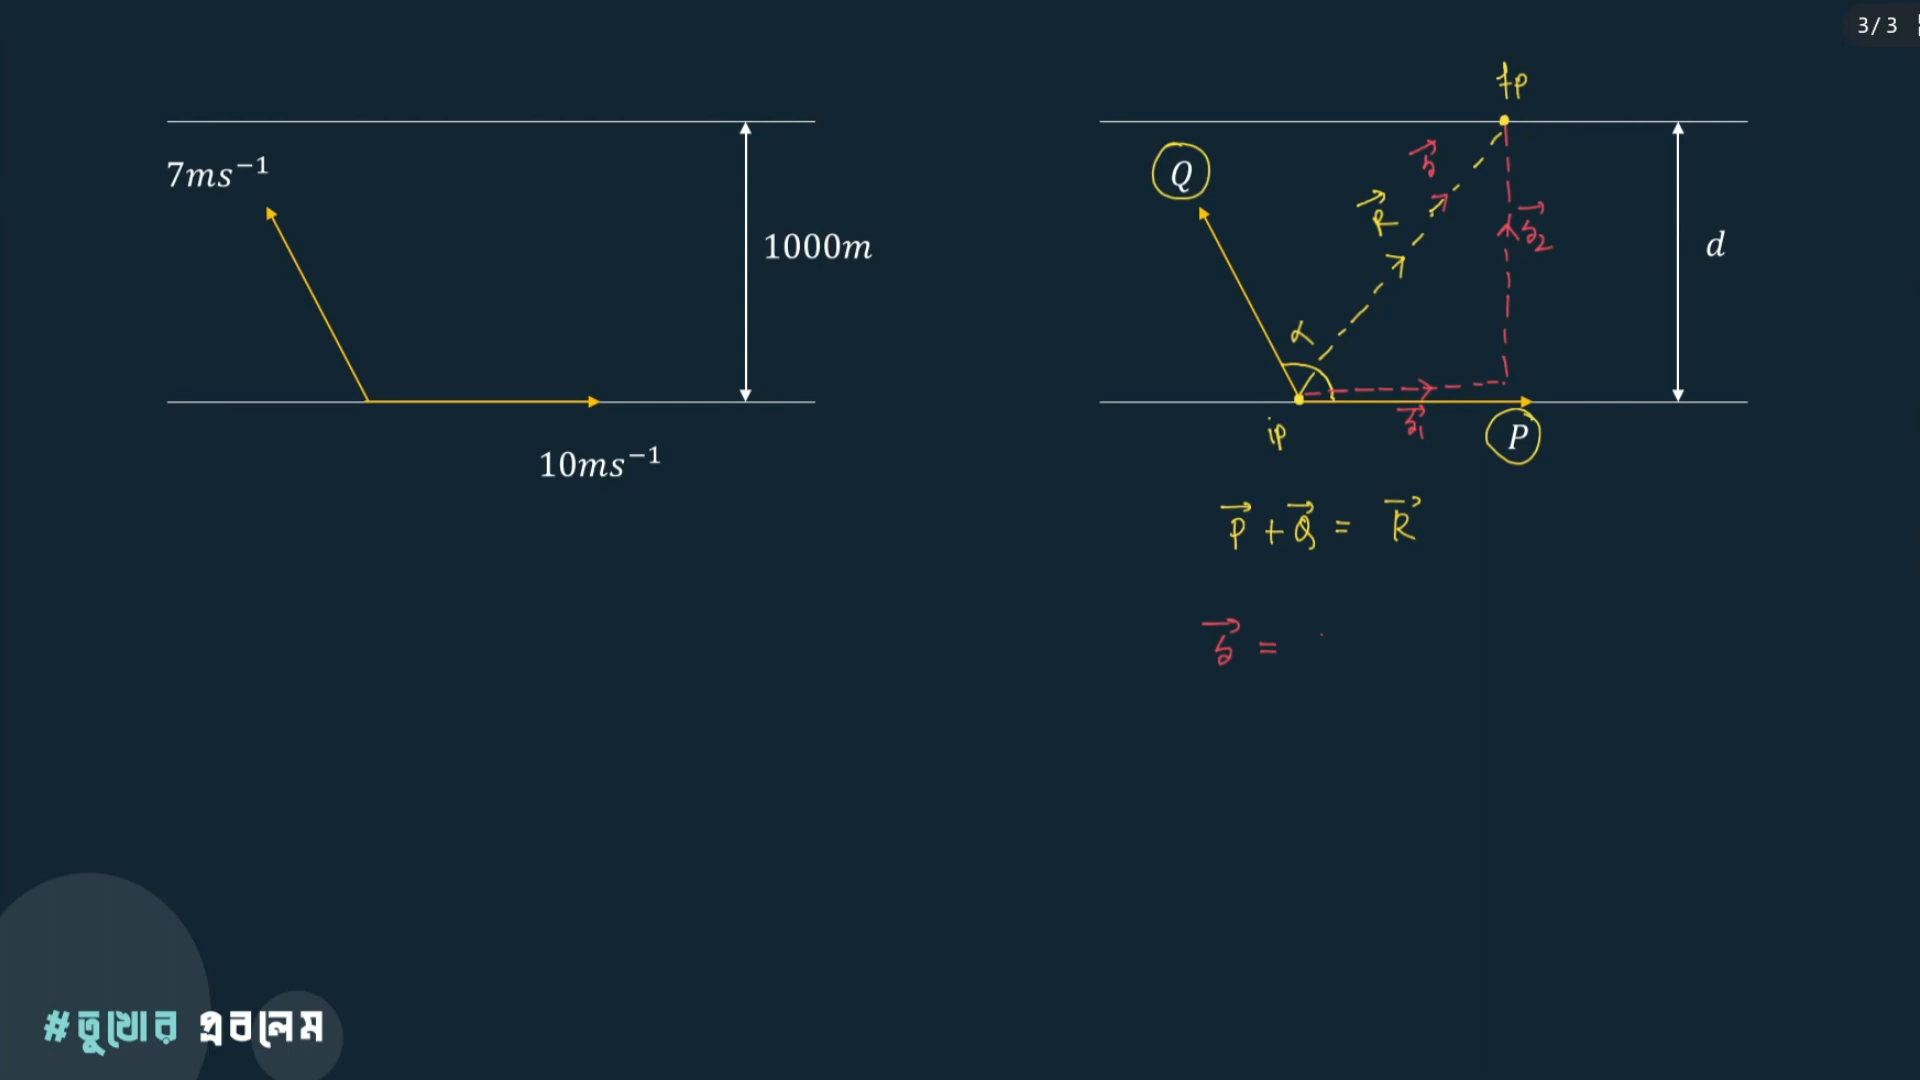 3/3
7ms⁻¹
1000m
10ms⁻¹
fp
Q
s⃗
R⃗
s⃗₂
d
α
s⃗₁
ip
P
P⃗ + Q⃗ = R⃗
s⃗ =
#তুখোর প্রবলেম